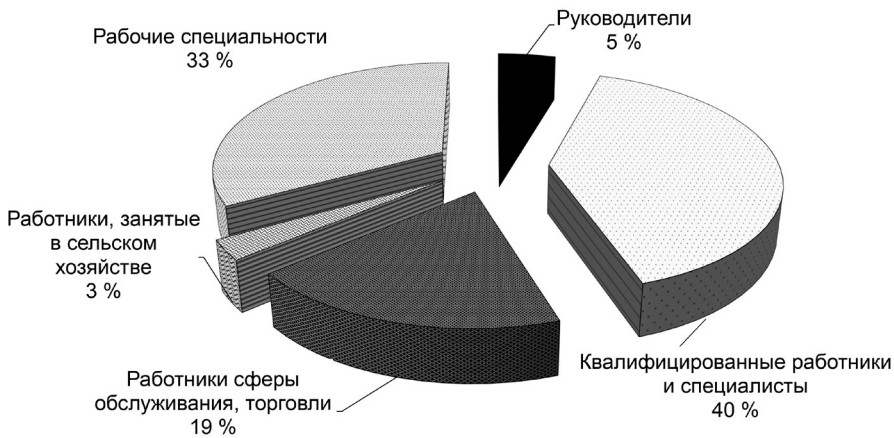 Руководители
5 %
Рабочие специальности
33 %
Работники, занятые
в сельском
хозяйстве
3 %
Работники сферы
обслуживания, торговли
19 %
Квалифицированные работники
и специалисты
40 %